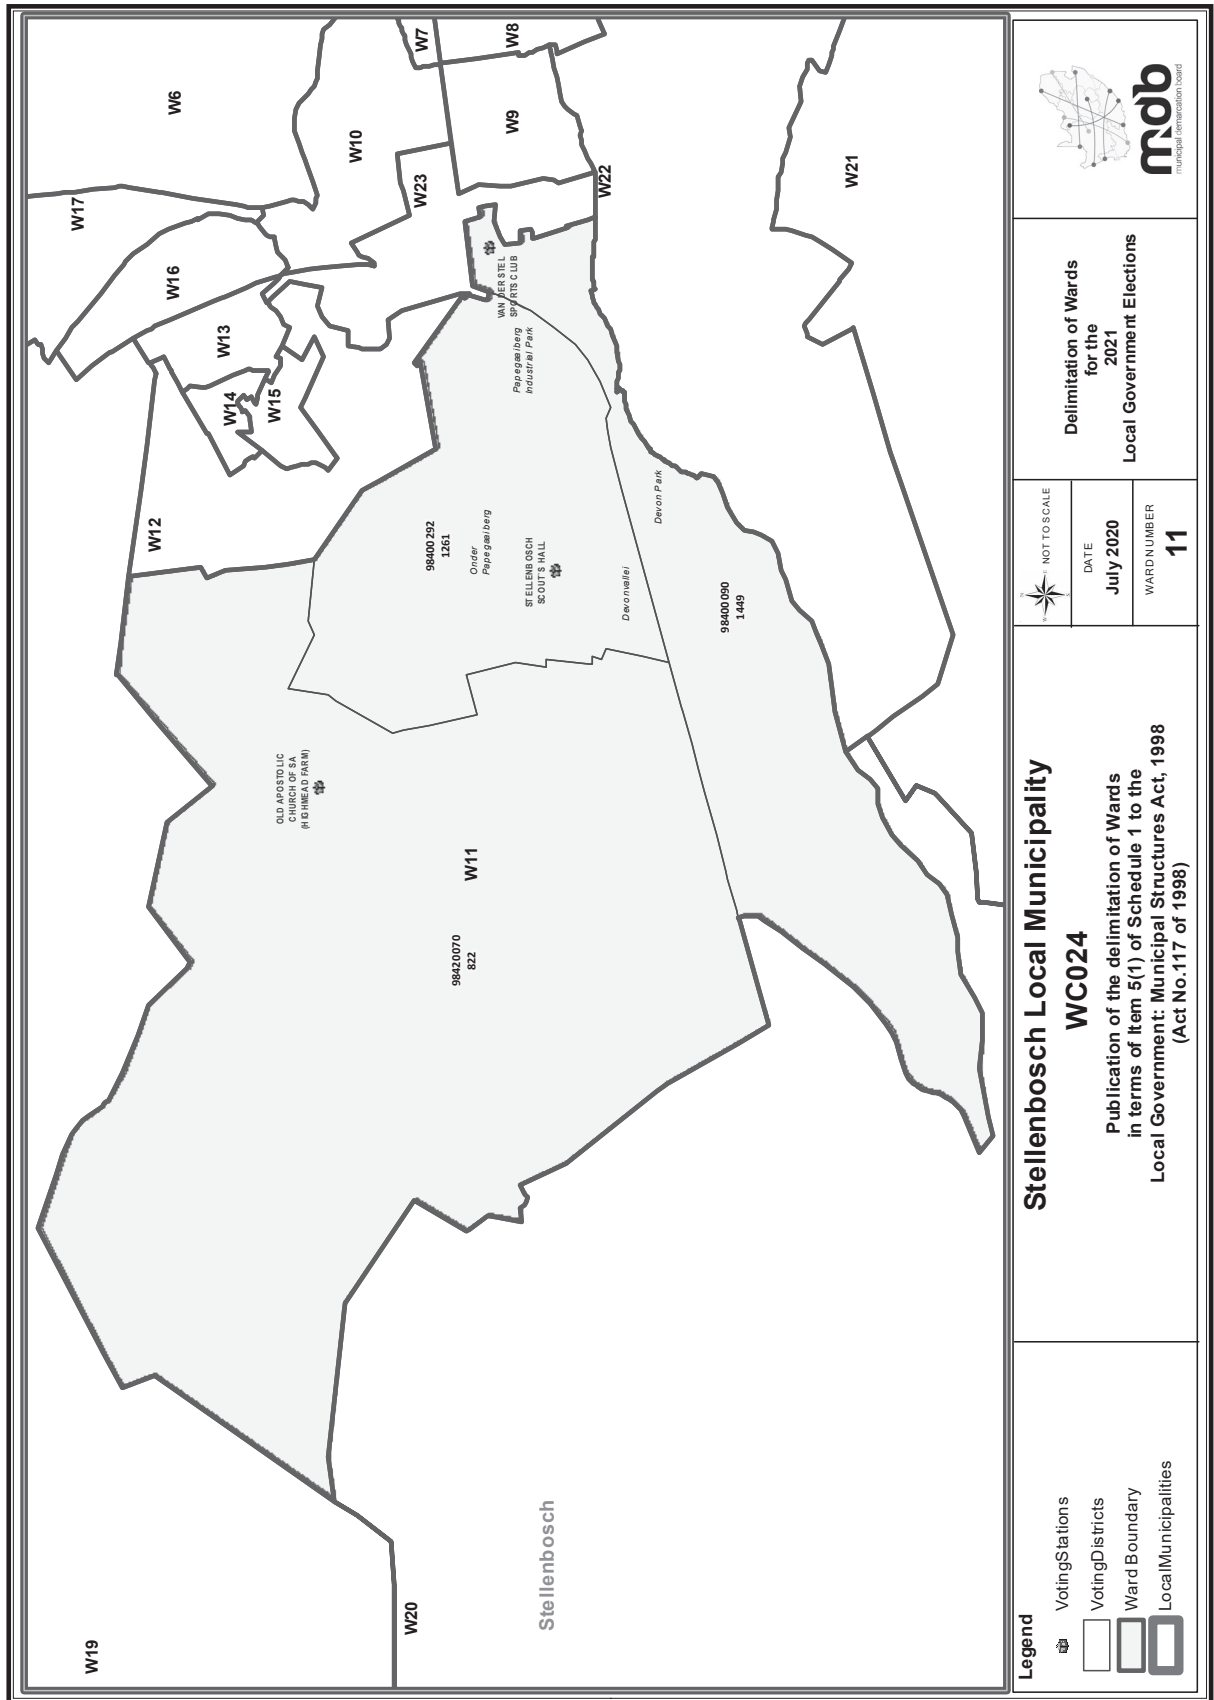 W19
W20
Stellenbosch
W12
W14
W15
W13
W16
W17
W6
W10
W23
W7
W8
W9
W22
W21
W11
98420070
822
OLD APOSTOLIC
CHURCH OF SA
(HIGHMEAD FARM)
98400292
1261
Onder
Papegaaiberg
STELLENBOSCH
SCOUT'S HALL
Devonvallei
Devon Park
98400090
1449
Papegaaiberg
Industrial Park
VAN DER STEL
SPORTS CLUB
Legend
VotingStations
VotingDistricts
Ward Boundary
LocalMunicipalities
Stellenbosch Local Municipality
WC024
Publication of the delimitation of Wards
in terms of Item 5(1) of Schedule 1 to the
Local Government: Municipal Structures Act, 1998
(Act No.117 of 1998)
N
E
S
W
NOT TO SCALE
DATE
July 2020
WARD NUMBER
11
Delimitation of Wards
for the
2021
Local Government Elections
mdb
municipal demarcation board